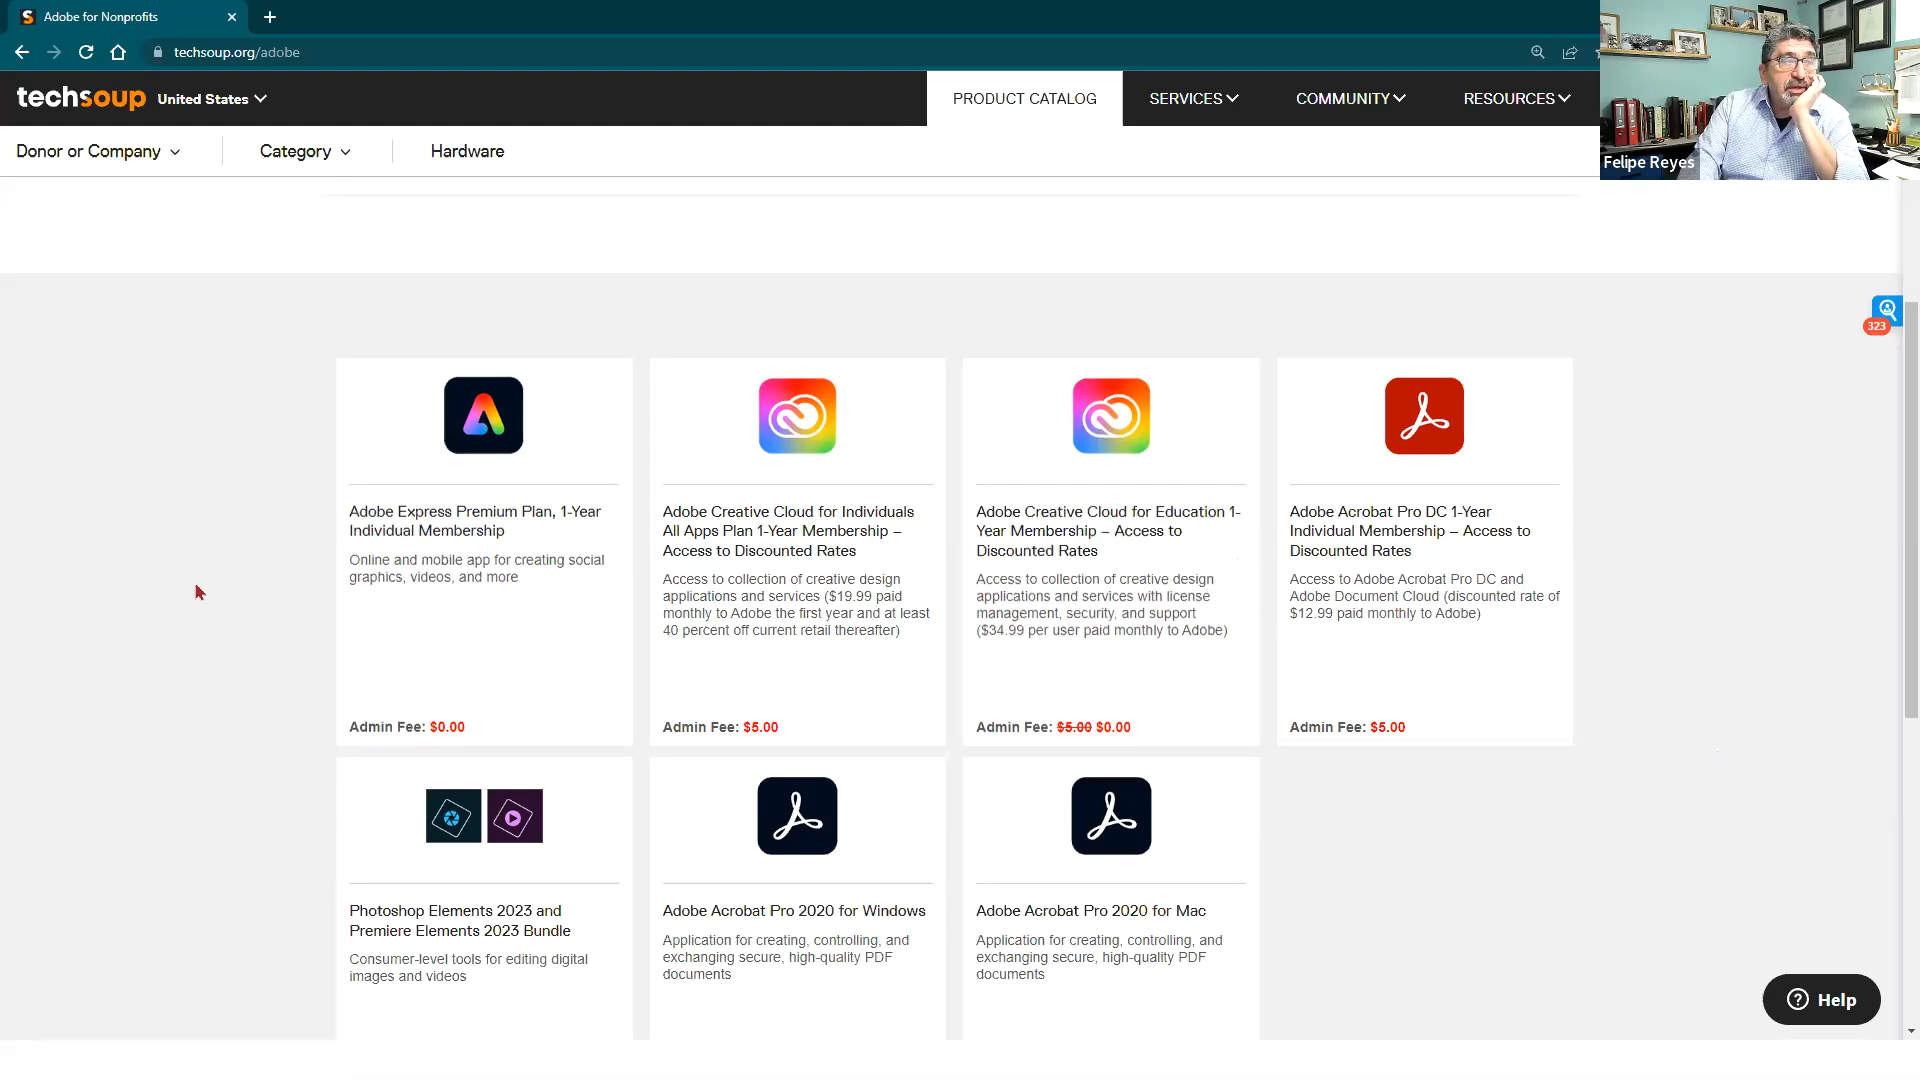 Adobe for Nonprofits
techsoup.org/adobe
techsoup United States
PRODUCT CATALOG
SERVICES
COMMUNITY
RESOURCES
Felipe Reyes
Donor or Company
Category
Hardware
323
Adobe Express Premium Plan, 1-Year
Individual Membership
Online and mobile app for creating social
graphics, videos, and more
Admin Fee: $0.00
Adobe Creative Cloud for Individuals
All Apps Plan 1-Year Membership –
Access to Discounted Rates
Access to collection of creative design
applications and services ($19.99 paid
monthly to Adobe the first year and at least
40 percent off current retail thereafter)
Admin Fee: $5.00
Adobe Creative Cloud for Education 1-
Year Membership – Access to
Discounted Rates
Access to collection of creative design
applications and services with license
management, security, and support
($34.99 per user paid monthly to Adobe)
Admin Fee: $5.00 $0.00
Adobe Acrobat Pro DC 1-Year
Individual Membership – Access to
Discounted Rates
Access to Adobe Acrobat Pro DC and
Adobe Document Cloud (discounted rate of
$12.99 paid monthly to Adobe)
Admin Fee: $5.00
Photoshop Elements 2023 and
Premiere Elements 2023 Bundle
Consumer-level tools for editing digital
images and videos
Adobe Acrobat Pro 2020 for Windows
Application for creating, controlling, and
exchanging secure, high-quality PDF
documents
Adobe Acrobat Pro 2020 for Mac
Application for creating, controlling, and
exchanging secure, high-quality PDF
documents
Help